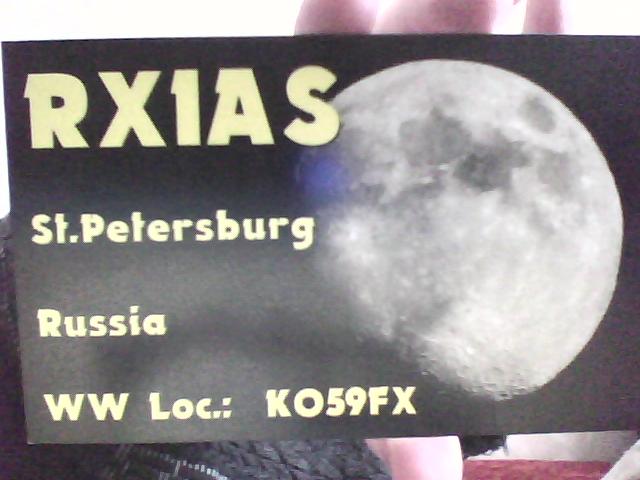 RX1AS
St.Petersburg
Russia
WW Loc.: KO59FX